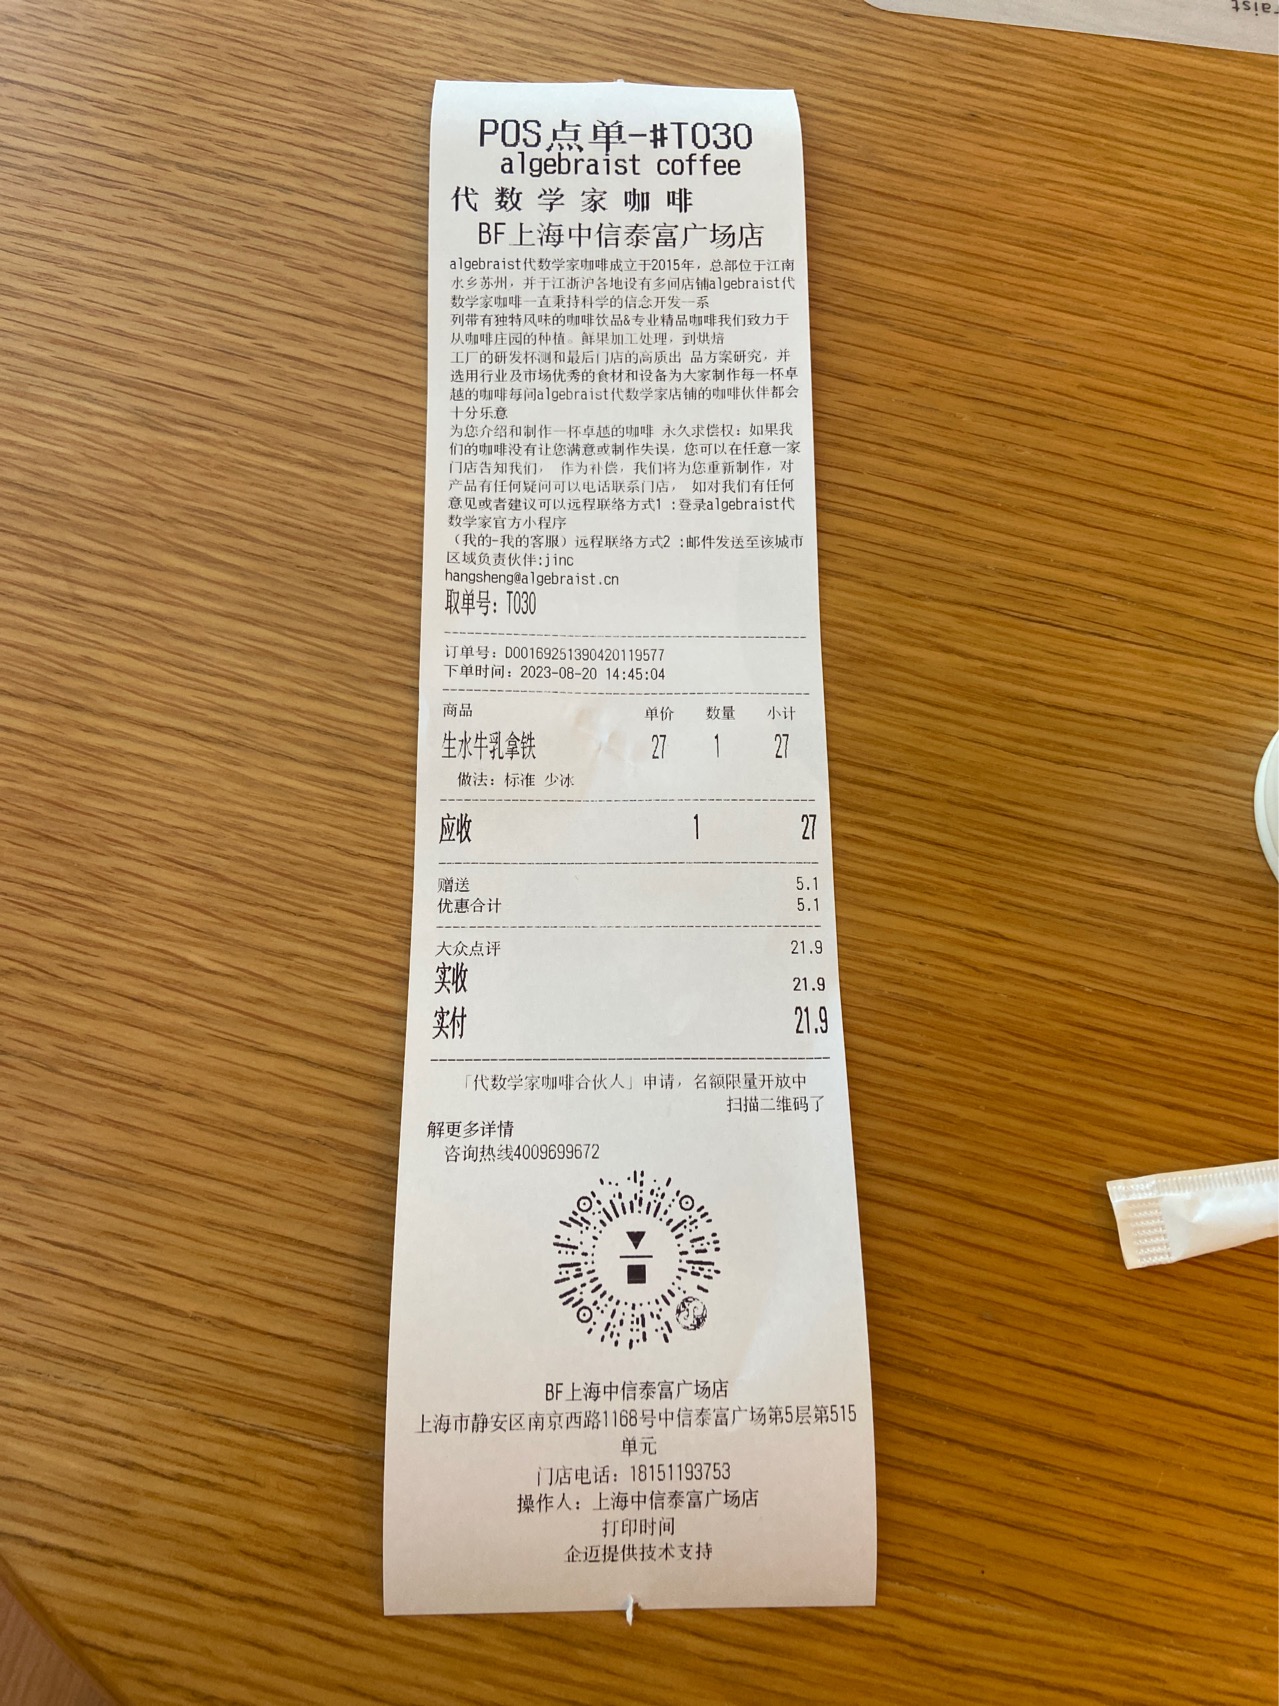 raist
POS点单-#T030
algebraist coffee
代数学家咖啡
BF上海中信泰富广场店
algebraist代数学家咖啡成立于2015年，总部位于江南
水乡苏州，并于江浙沪各地设有多间店铺algebraist代
数学家咖啡一直秉持科学的信念开发一系
列带有独特风味的咖啡饮品&专业精品咖啡我们致力于
从咖啡庄园的种植。鲜果加工处理，到烘焙
工厂的研发杯测和最后门店的高质出 品方案研究，并
选用行业及市场优秀的食材和设备为大家制作每一杯卓
越的咖啡每间algebraist代数学家店铺的咖啡伙伴都会
十分乐意
为您介绍和制作一杯卓越的咖啡 永久求偿权：如果我
们的咖啡没有让您满意或制作失误，您可以在任意一家
门店告知我们， 作为补偿，我们将为您重新制作，对
产品有任何疑问可以电话联系门店， 如对我们有任何
意见或者建议可以远程联络方式1 :登录algebraist代
数学家官方小程序
（我的-我的客服）远程联络方式2 :邮件发送至该城市
区域负责伙伴:jinc
hangsheng@algebraist.cn
取单号：T030
订单号：D00169251390420119577
下单时间：2023-08-20 14:45:04
商品 单价 数量 小计
生水牛乳拿铁 27 1 27
做法：标准 少冰
应收 1 27
赠送 5.1
优惠合计 5.1
大众点评 21.9
实收 21.9
实付 21.9
「代数学家咖啡合伙人」申请，名额限量开放中
扫描二维码了
解更多详情
咨询热线4009699672
BF上海中信泰富广场店
上海市静安区南京西路1168号中信泰富广场第5层第515
单元
门店电话：18151193753
操作人：上海中信泰富广场店
打印时间
企迈提供技术支持